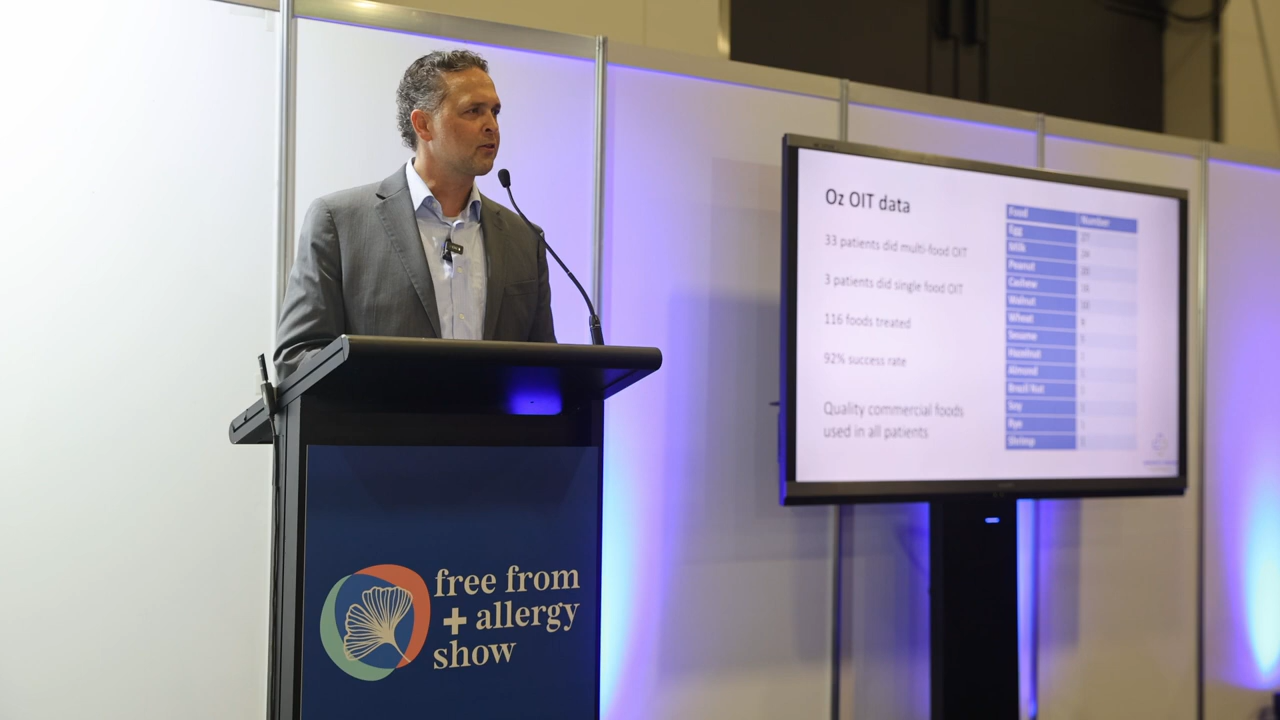 Oz OIT data
33 patients did multi-food OIT
3 patients did single food OIT
116 foods treated
92% success rate
Quality commercial foods
used in all patients
Food Number
Egg
Milk
Peanut
Cashew
Walnut
Wheat
Sesame
Hazelnut
Almond
Brazil Nut
Soy
Rye
Shrimp
free from
+ allergy
show